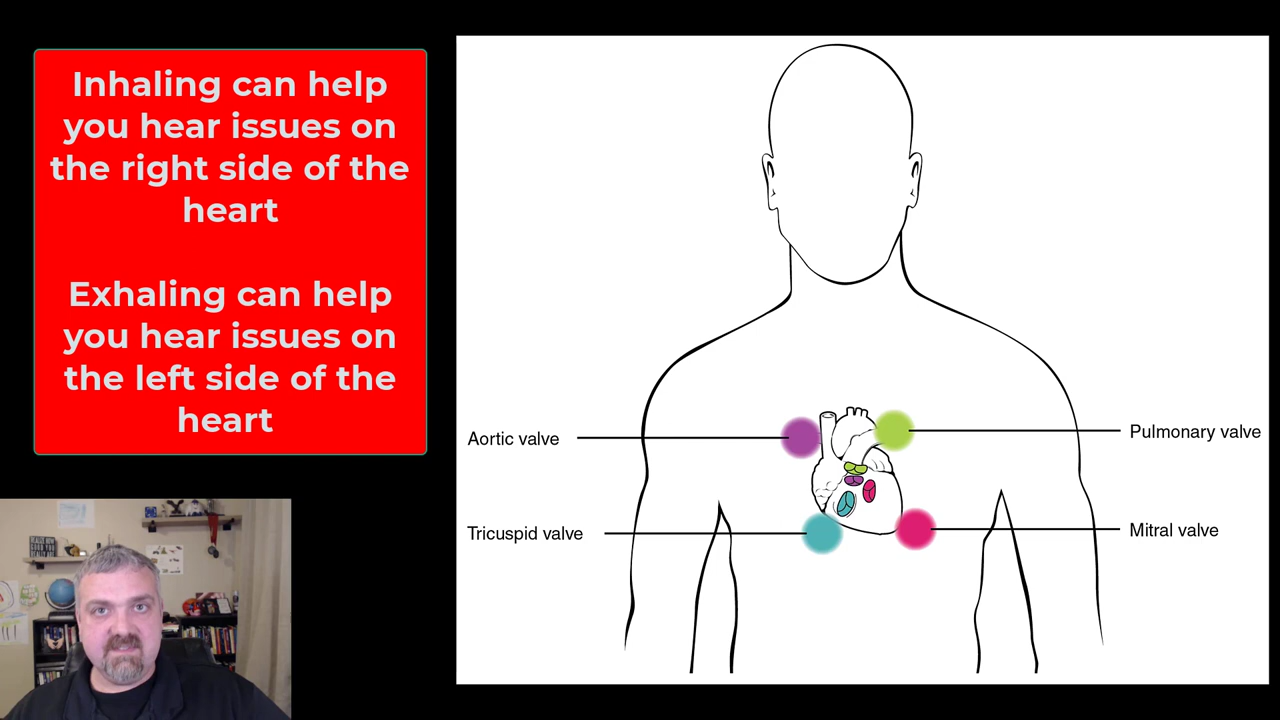 Inhaling can help
you hear issues on
the right side of the
heart
Exhaling can help
you hear issues on
the left side of the
heart
Aortic valve
Pulmonary valve
Tricuspid valve
Mitral valve